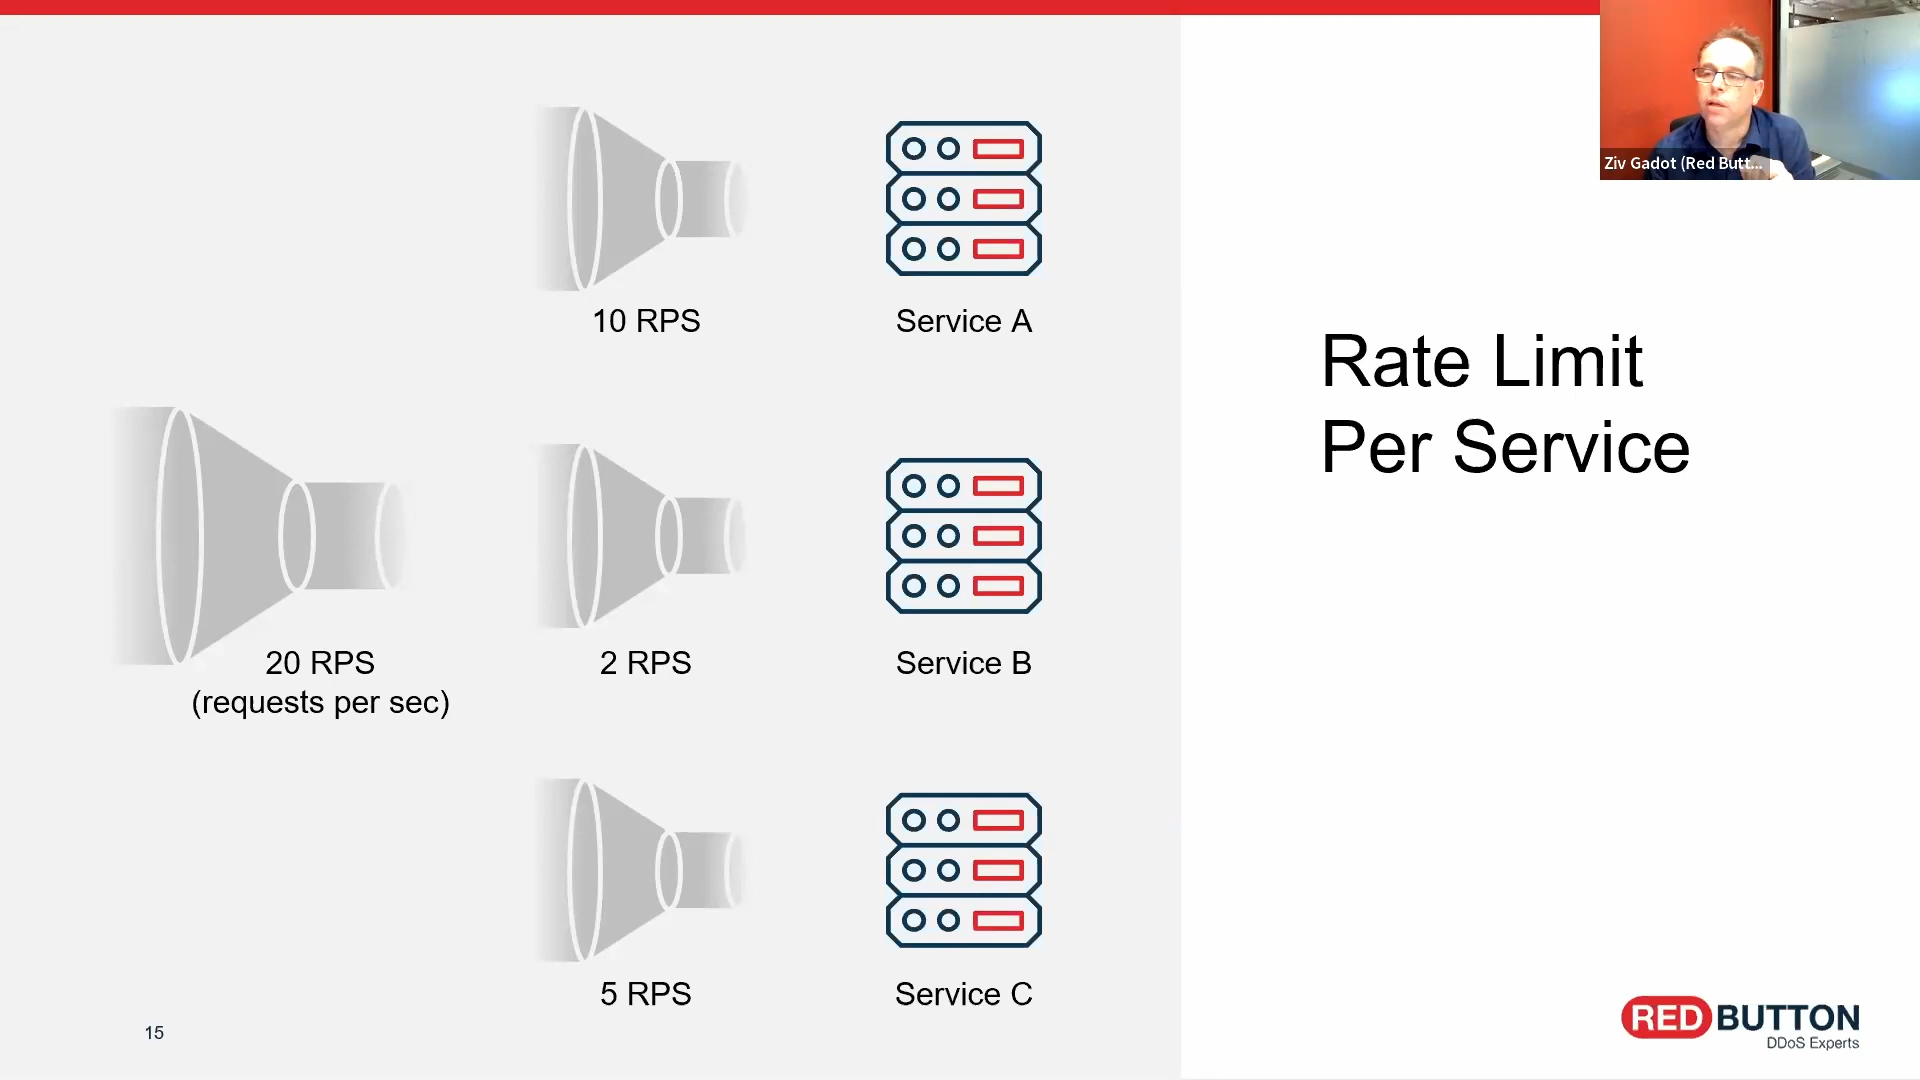 Ziv Gadot (Red Butt...
10 RPS
Service A
Rate Limit
Per Service
20 RPS
(requests per sec)
2 RPS
Service B
5 RPS
Service C
15
RED BUTTON
DDoS Experts